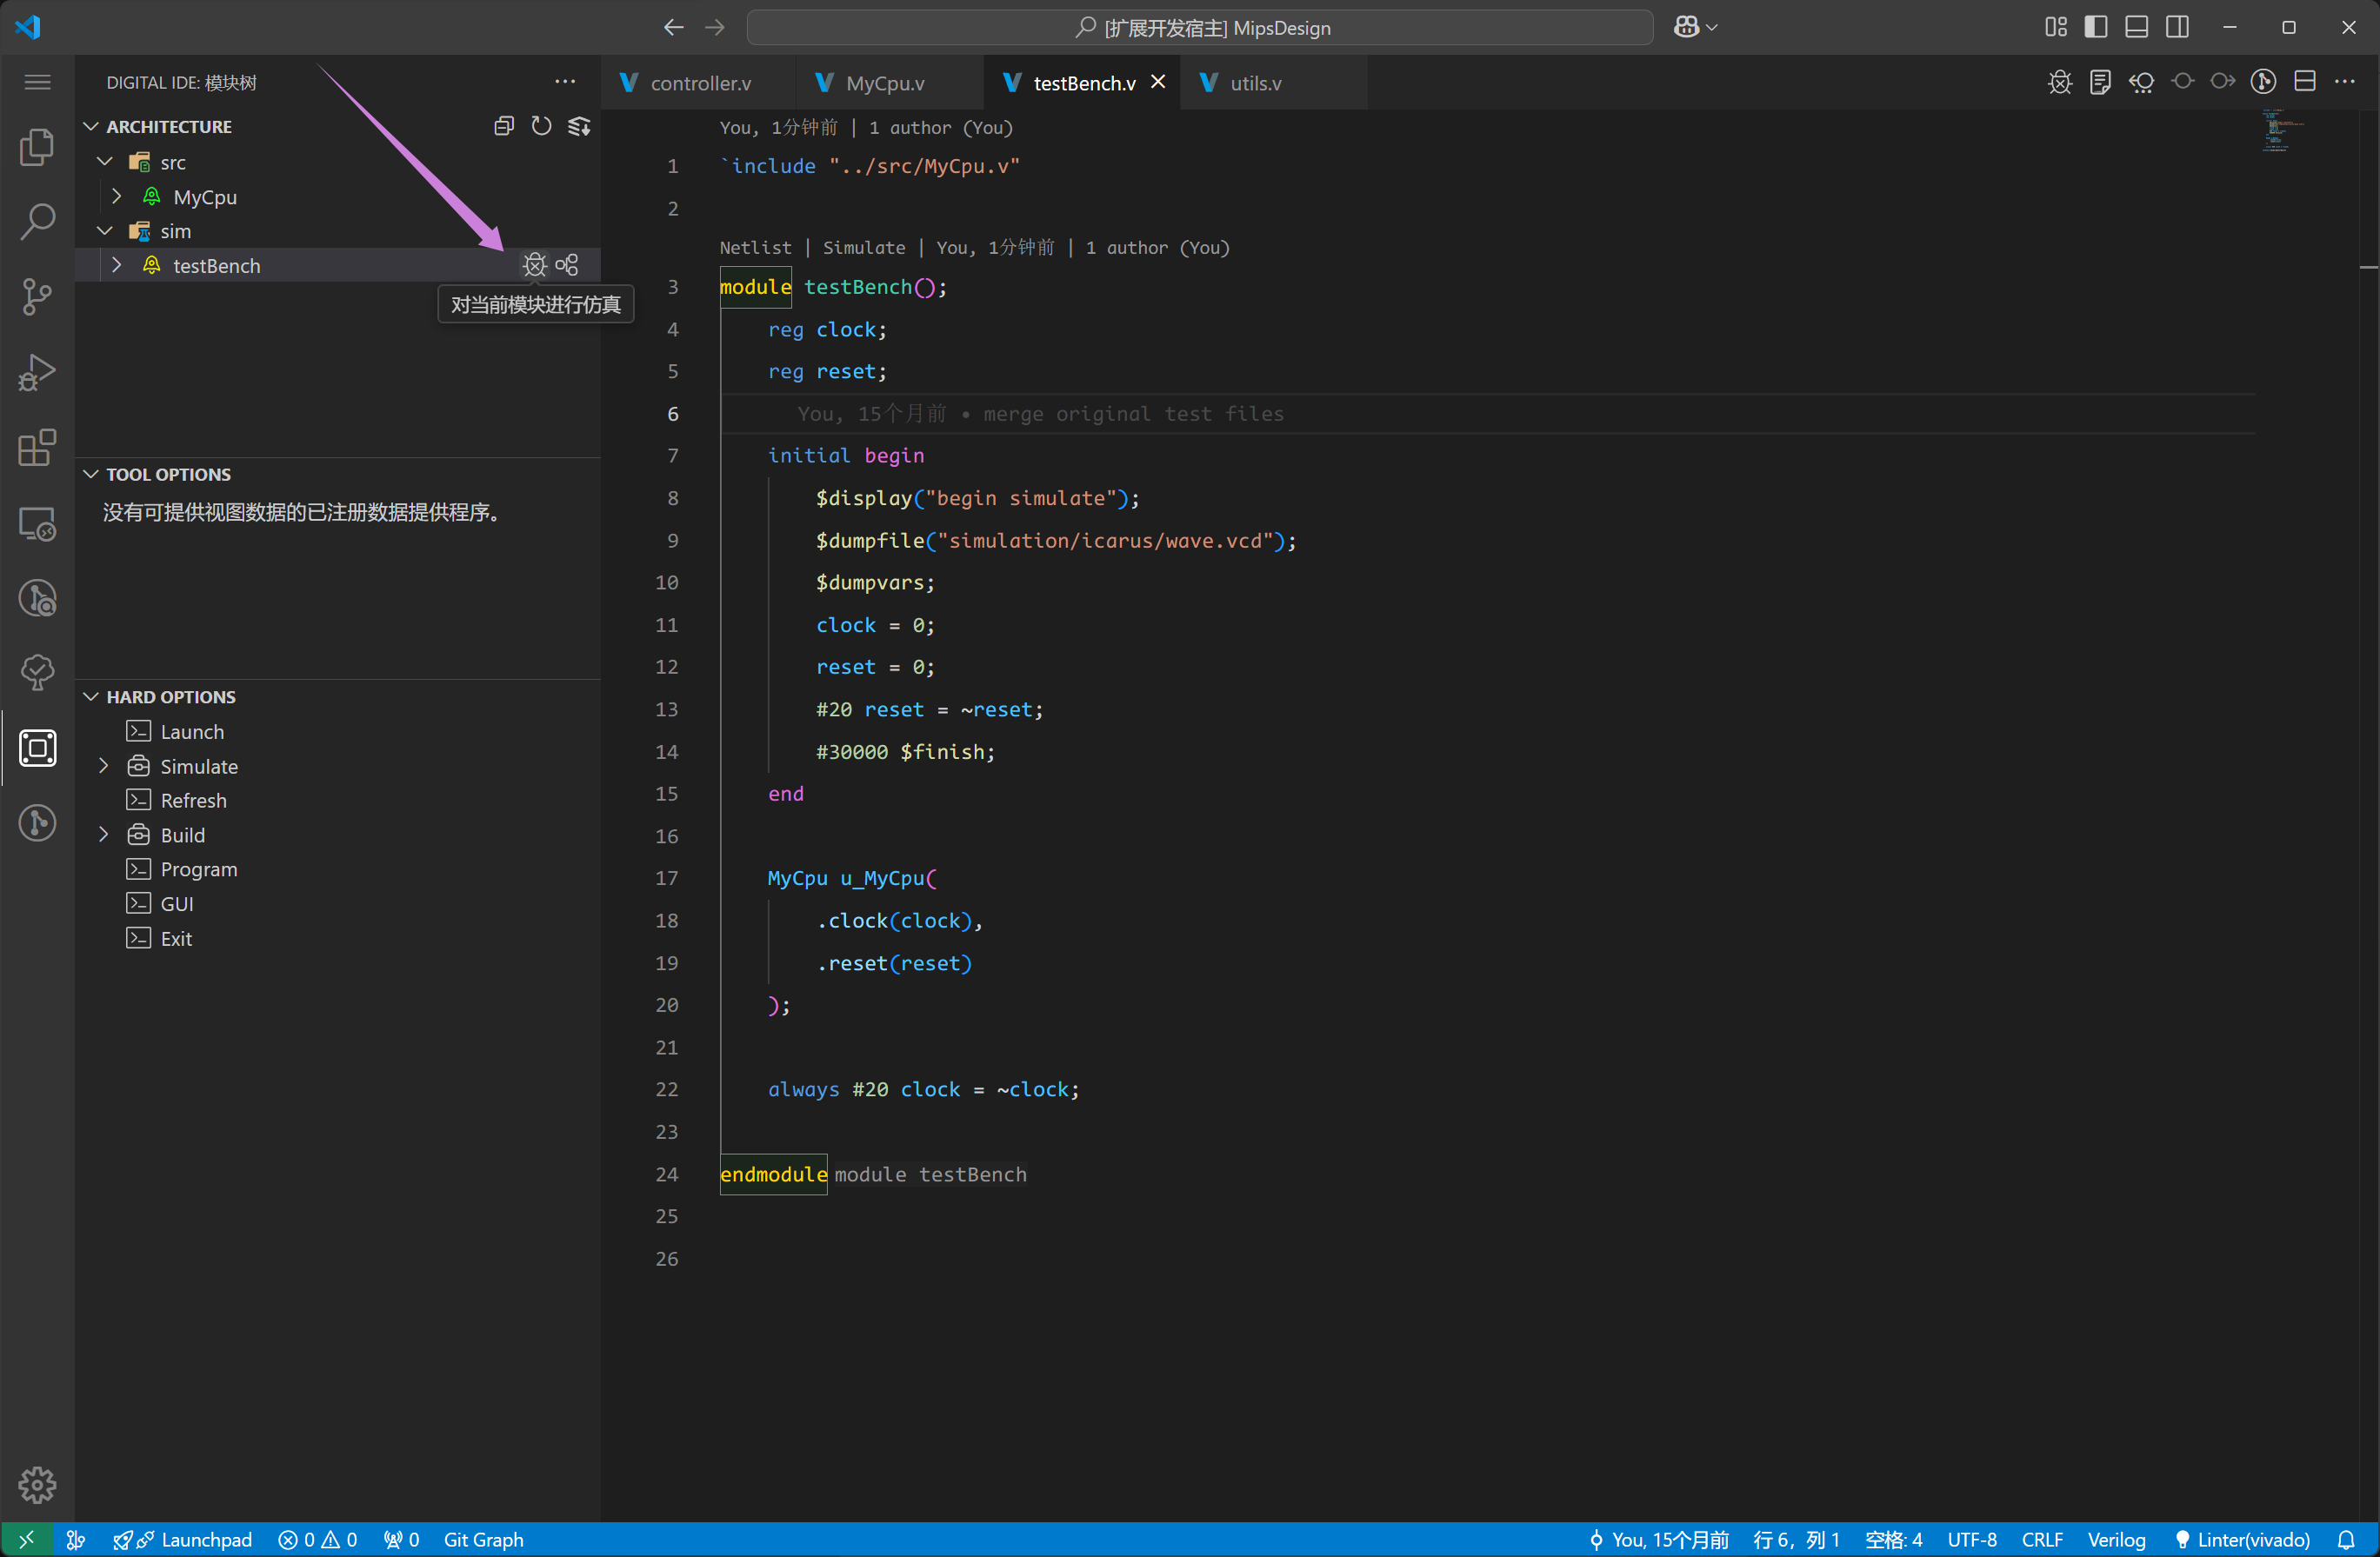 [扩展开发宿主] MipsDesign
DIGITAL IDE: 模块树
controller.v
MyCpu.v
testBench.v
utils.v
ARCHITECTURE
src
MyCpu
sim
testBench
对当前模块进行仿真
TOOL OPTIONS
没有可提供视图数据的已注册数据提供程序。
HARD OPTIONS
Launch
Simulate
Refresh
Build
Program
GUI
Exit
You, 1分钟前 | 1 author (You)
1 `include "../src/MyCpu.v"
2
Netlist | Simulate | You, 1分钟前 | 1 author (You)
3 module testBench();
4 reg clock;
5 reg reset;
6 You, 15个月前 • merge original test files
7 initial begin
8 $display("begin simulate");
9 $dumpfile("simulation/icarus/wave.vcd");
10 $dumpvars;
11 clock = 0;
12 reset = 0;
13 #20 reset = ~reset;
14 #30000 $finish;
15 end
16
17 MyCpu u_MyCpu(
18 .clock(clock),
19 .reset(reset)
20 );
21
22 always #20 clock = ~clock;
23
24 endmodule module testBench
25
26
Launchpad 0 0 0 Git Graph You, 15个月前 行 6，列 1 空格: 4 UTF-8 CRLF Verilog Linter(vivado)